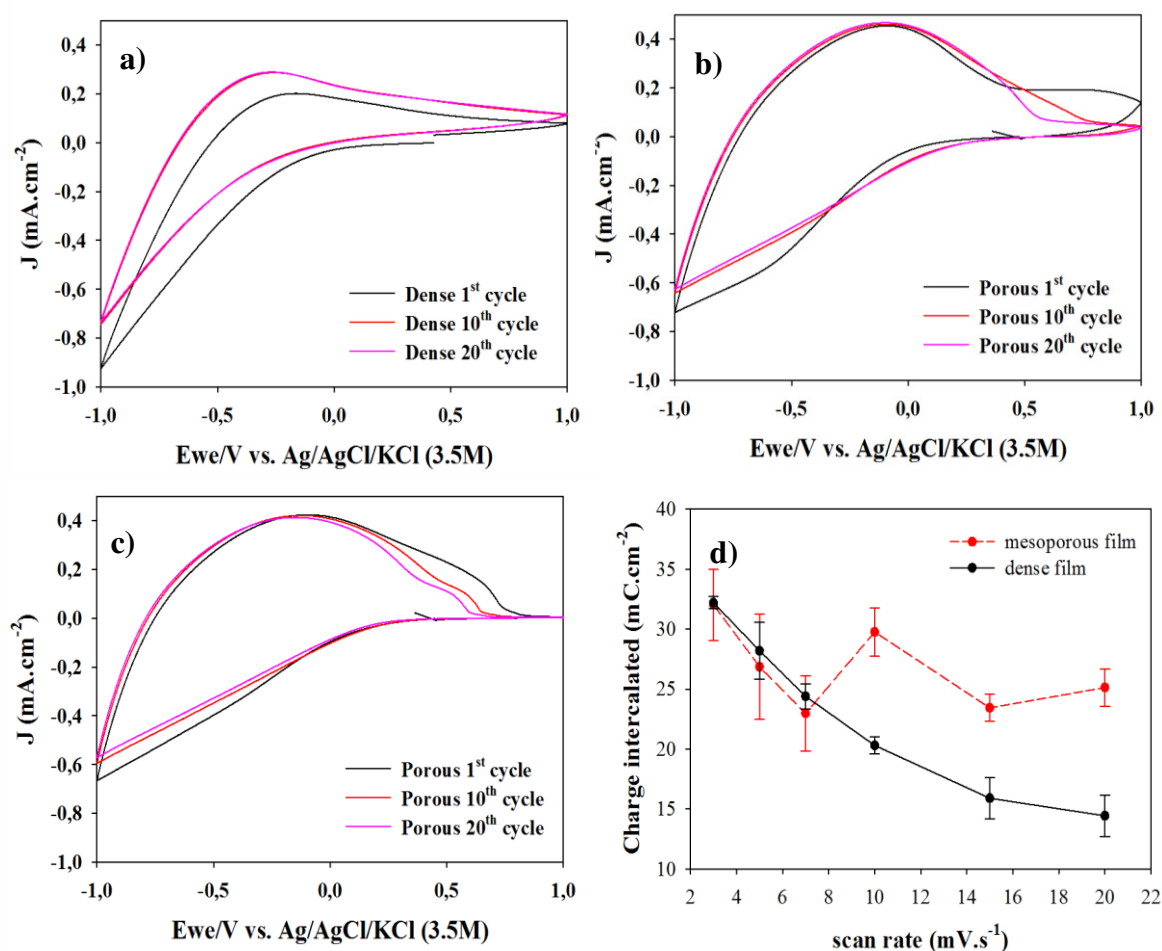 a)
0,4
0,2
0,0
-0,2
-0,4
-0,6
-0,8
-1,0
J (mA.cm⁻²)
Dense 1ˢᵗ cycle
Dense 10ᵗʰ cycle
Dense 20ᵗʰ cycle
-1,0 -0,5 0,0 0,5 1,0
Ewe/V vs. Ag/AgCl/KCl (3.5M)
b)
0,4
0,2
0,0
-0,2
-0,4
-0,6
-0,8
-1,0
J (mA.cm⁻²)
Porous 1ˢᵗ cycle
Porous 10ᵗʰ cycle
Porous 20ᵗʰ cycle
-1,0 -0,5 0,0 0,5 1,0
Ewe/V vs. Ag/AgCl/KCl (3.5M)
c)
0,4
0,2
0,0
-0,2
-0,4
-0,6
-0,8
-1,0
J (mA.cm⁻²)
Porous 1ˢᵗ cycle
Porous 10ᵗʰ cycle
Porous 20ᵗʰ cycle
-1,0 -0,5 0,0 0,5 1,0
Ewe/V vs. Ag/AgCl/KCl (3.5M)
d)
40
35
30
25
20
15
10
Charge intercalated (mC.cm⁻²)
mesoporous film
dense film
2 4 6 8 10 12 14 16 18 20 22
scan rate (mV.s⁻¹)